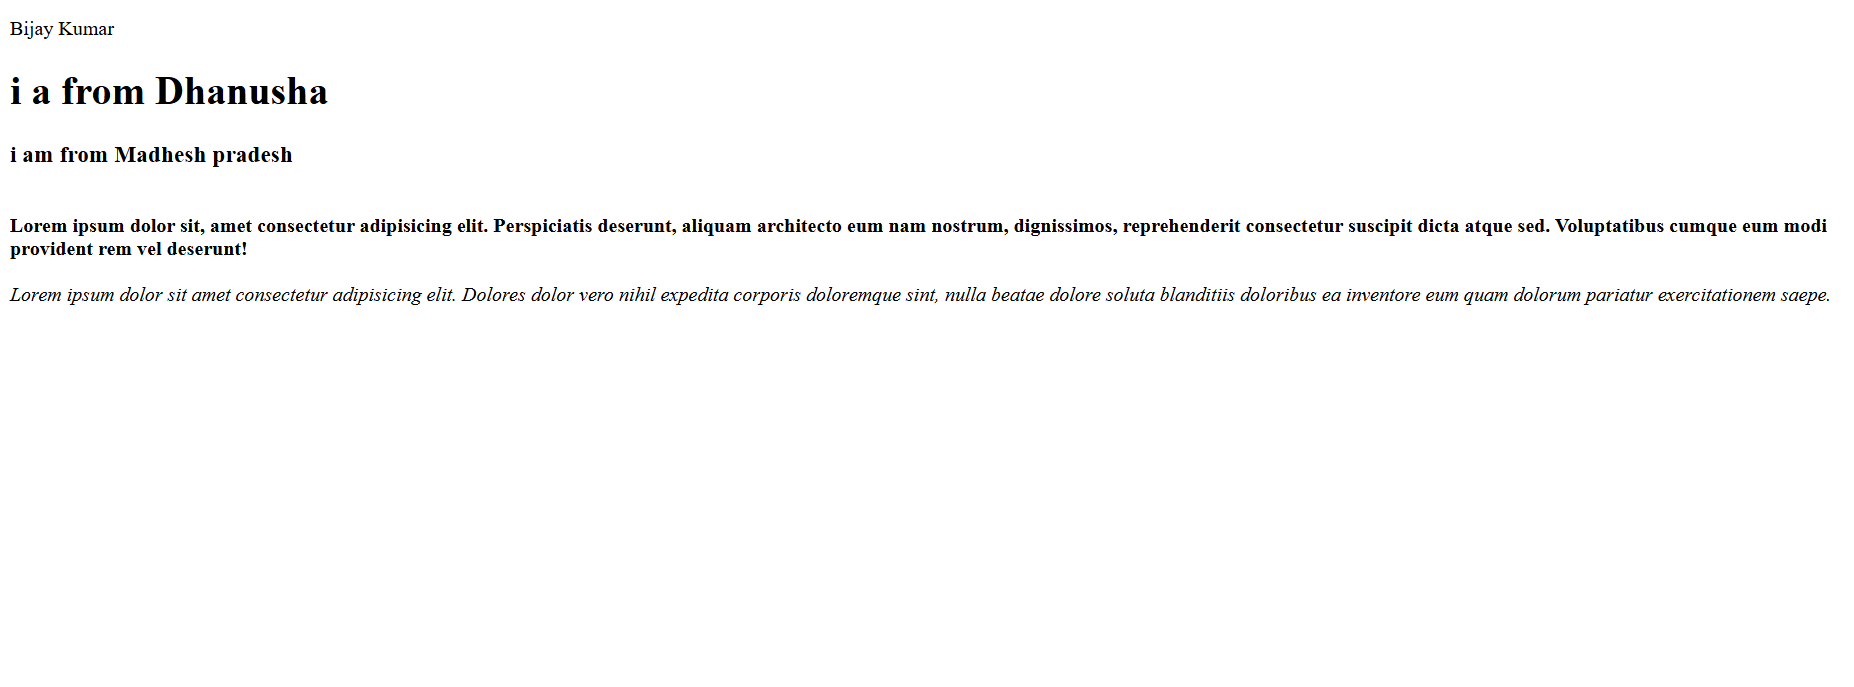 Bijay Kumar
i a from Dhanusha
i am from Madhesh pradesh
Lorem ipsum dolor sit, amet consectetur adipisicing elit. Perspiciatis deserunt, aliquam architecto eum nam nostrum, dignissimos, reprehenderit consectetur suscipit dicta atque sed. Voluptatibus cumque eum modi
provident rem vel deserunt!
Lorem ipsum dolor sit amet consectetur adipisicing elit. Dolores dolor vero nihil expedita corporis doloremque sint, nulla beatae dolore soluta blanditiis doloribus ea inventore eum quam dolorum pariatur exercitationem saepe.